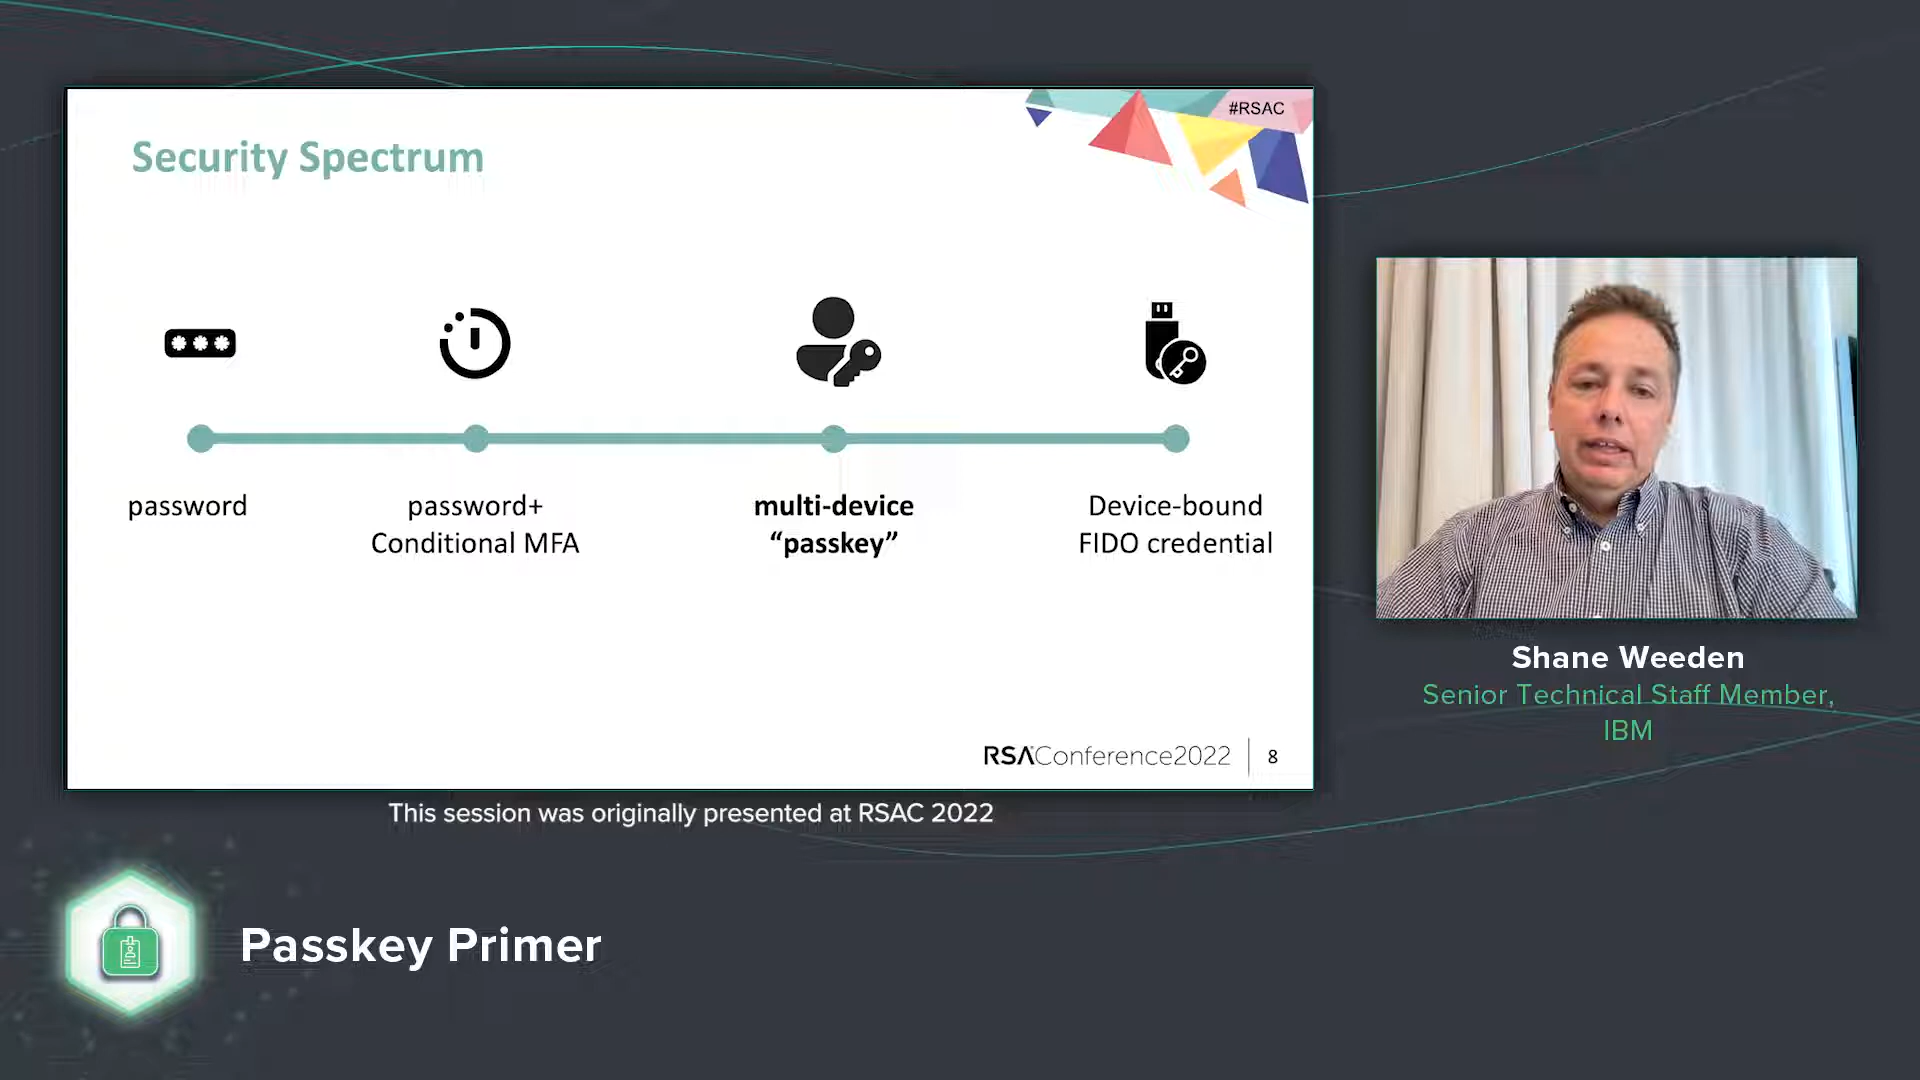 #RSAC
Security Spectrum
password
password+
Conditional MFA
multi-device
“passkey”
Device-bound
FIDO credential
RSAConference2022 8
Shane Weeden
Senior Technical Staff Member,
IBM
This session was originally presented at RSAC 2022
Passkey Primer